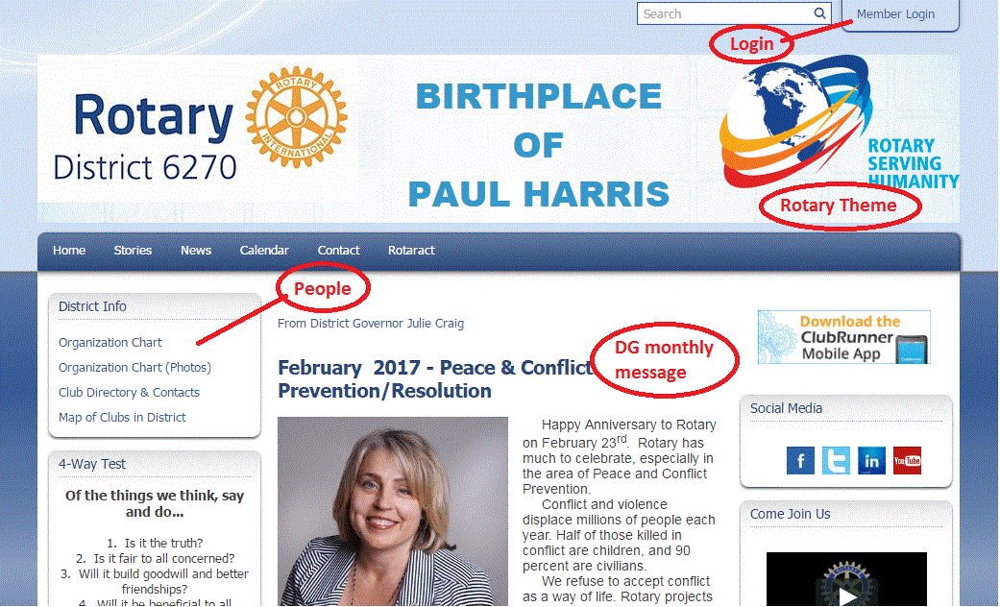 Search
Member Login
Login
Rotary
District 6270
ROTARY
INTERNATIONAL
BIRTHPLACE
OF
PAUL HARRIS
ROTARY
SERVING
HUMANITY
Rotary Theme
Home Stories News Calendar Contact Rotaract
People
District Info
Organization Chart
Organization Chart (Photos)
Club Directory & Contacts
Map of Clubs in District
4-Way Test
Of the things we think, say
and do...
1. Is it the truth?
2. Is it fair to all concerned?
3. Will it build goodwill and better
friendships?
4. Will it be beneficial to all
From District Governor Julie Craig
DG monthly
message
February 2017 - Peace & Conflict
Prevention/Resolution
Happy Anniversary to Rotary
on February 23rd. Rotary has
much to celebrate, especially in
the area of Peace and Conflict
Prevention.
Conflict and violence
displace millions of people each
year. Half of those killed in
conflict are children, and 90
percent are civilians.
We refuse to accept conflict
as a way of life. Rotary projects
Download the
ClubRunner
Mobile App
Social Media
f t in YouTube
Come Join Us